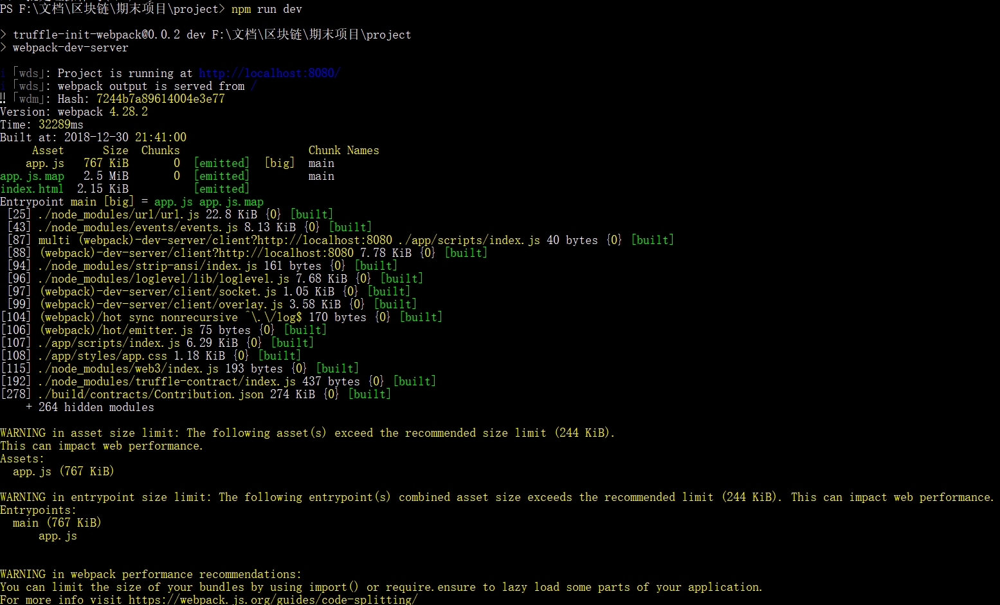 PS F:\文档\区块链\期末项目\project> npm run dev
> truffle-init-webpack@0.0.2 dev F:\文档\区块链\期末项目\project
> webpack-dev-server
i 「wds」: Project is running at http://localhost:8080/
i 「wds」: webpack output is served from /
‼ 「wdm」: Hash: 7244b7a89614004e3e77
Version: webpack 4.28.2
Time: 32289ms
Built at: 2018-12-30 21:41:00
Asset Size Chunks Chunk Names
app.js 767 KiB 0 [emitted] [big] main
app.js.map 2.5 MiB 0 [emitted] main
index.html 2.15 KiB [emitted]
Entrypoint main [big] = app.js app.js.map
[25] ./node_modules/url/url.js 22.8 KiB {0} [built]
[43] ./node_modules/events/events.js 8.13 KiB {0} [built]
[87] multi (webpack)-dev-server/client?http://localhost:8080 ./app/scripts/index.js 40 bytes {0} [built]
[88] (webpack)-dev-server/client?http://localhost:8080 7.78 KiB {0} [built]
[94] ./node_modules/strip-ansi/index.js 161 bytes {0} [built]
[96] ./node_modules/loglevel/lib/loglevel.js 7.68 KiB {0} [built]
[97] (webpack)-dev-server/client/socket.js 1.05 KiB {0} [built]
[99] (webpack)-dev-server/client/overlay.js 3.58 KiB {0} [built]
[104] (webpack)/hot sync nonrecursive ^\.\/log$ 170 bytes {0} [built]
[106] (webpack)/hot/emitter.js 75 bytes {0} [built]
[107] ./app/scripts/index.js 6.29 KiB {0} [built]
[108] ./app/styles/app.css 1.18 KiB {0} [built]
[115] ./node_modules/web3/index.js 193 bytes {0} [built]
[192] ./node_modules/truffle-contract/index.js 437 bytes {0} [built]
[278] ./build/contracts/Contribution.json 274 KiB {0} [built]
+ 264 hidden modules
WARNING in asset size limit: The following asset(s) exceed the recommended size limit (244 KiB).
This can impact web performance.
Assets:
app.js (767 KiB)
WARNING in entrypoint size limit: The following entrypoint(s) combined asset size exceeds the recommended limit (244 KiB). This can impact web performance.
Entrypoints:
main (767 KiB)
app.js
WARNING in webpack performance recommendations:
You can limit the size of your bundles by using import() or require.ensure to lazy load some parts of your application.
For more info visit https://webpack.js.org/guides/code-splitting/